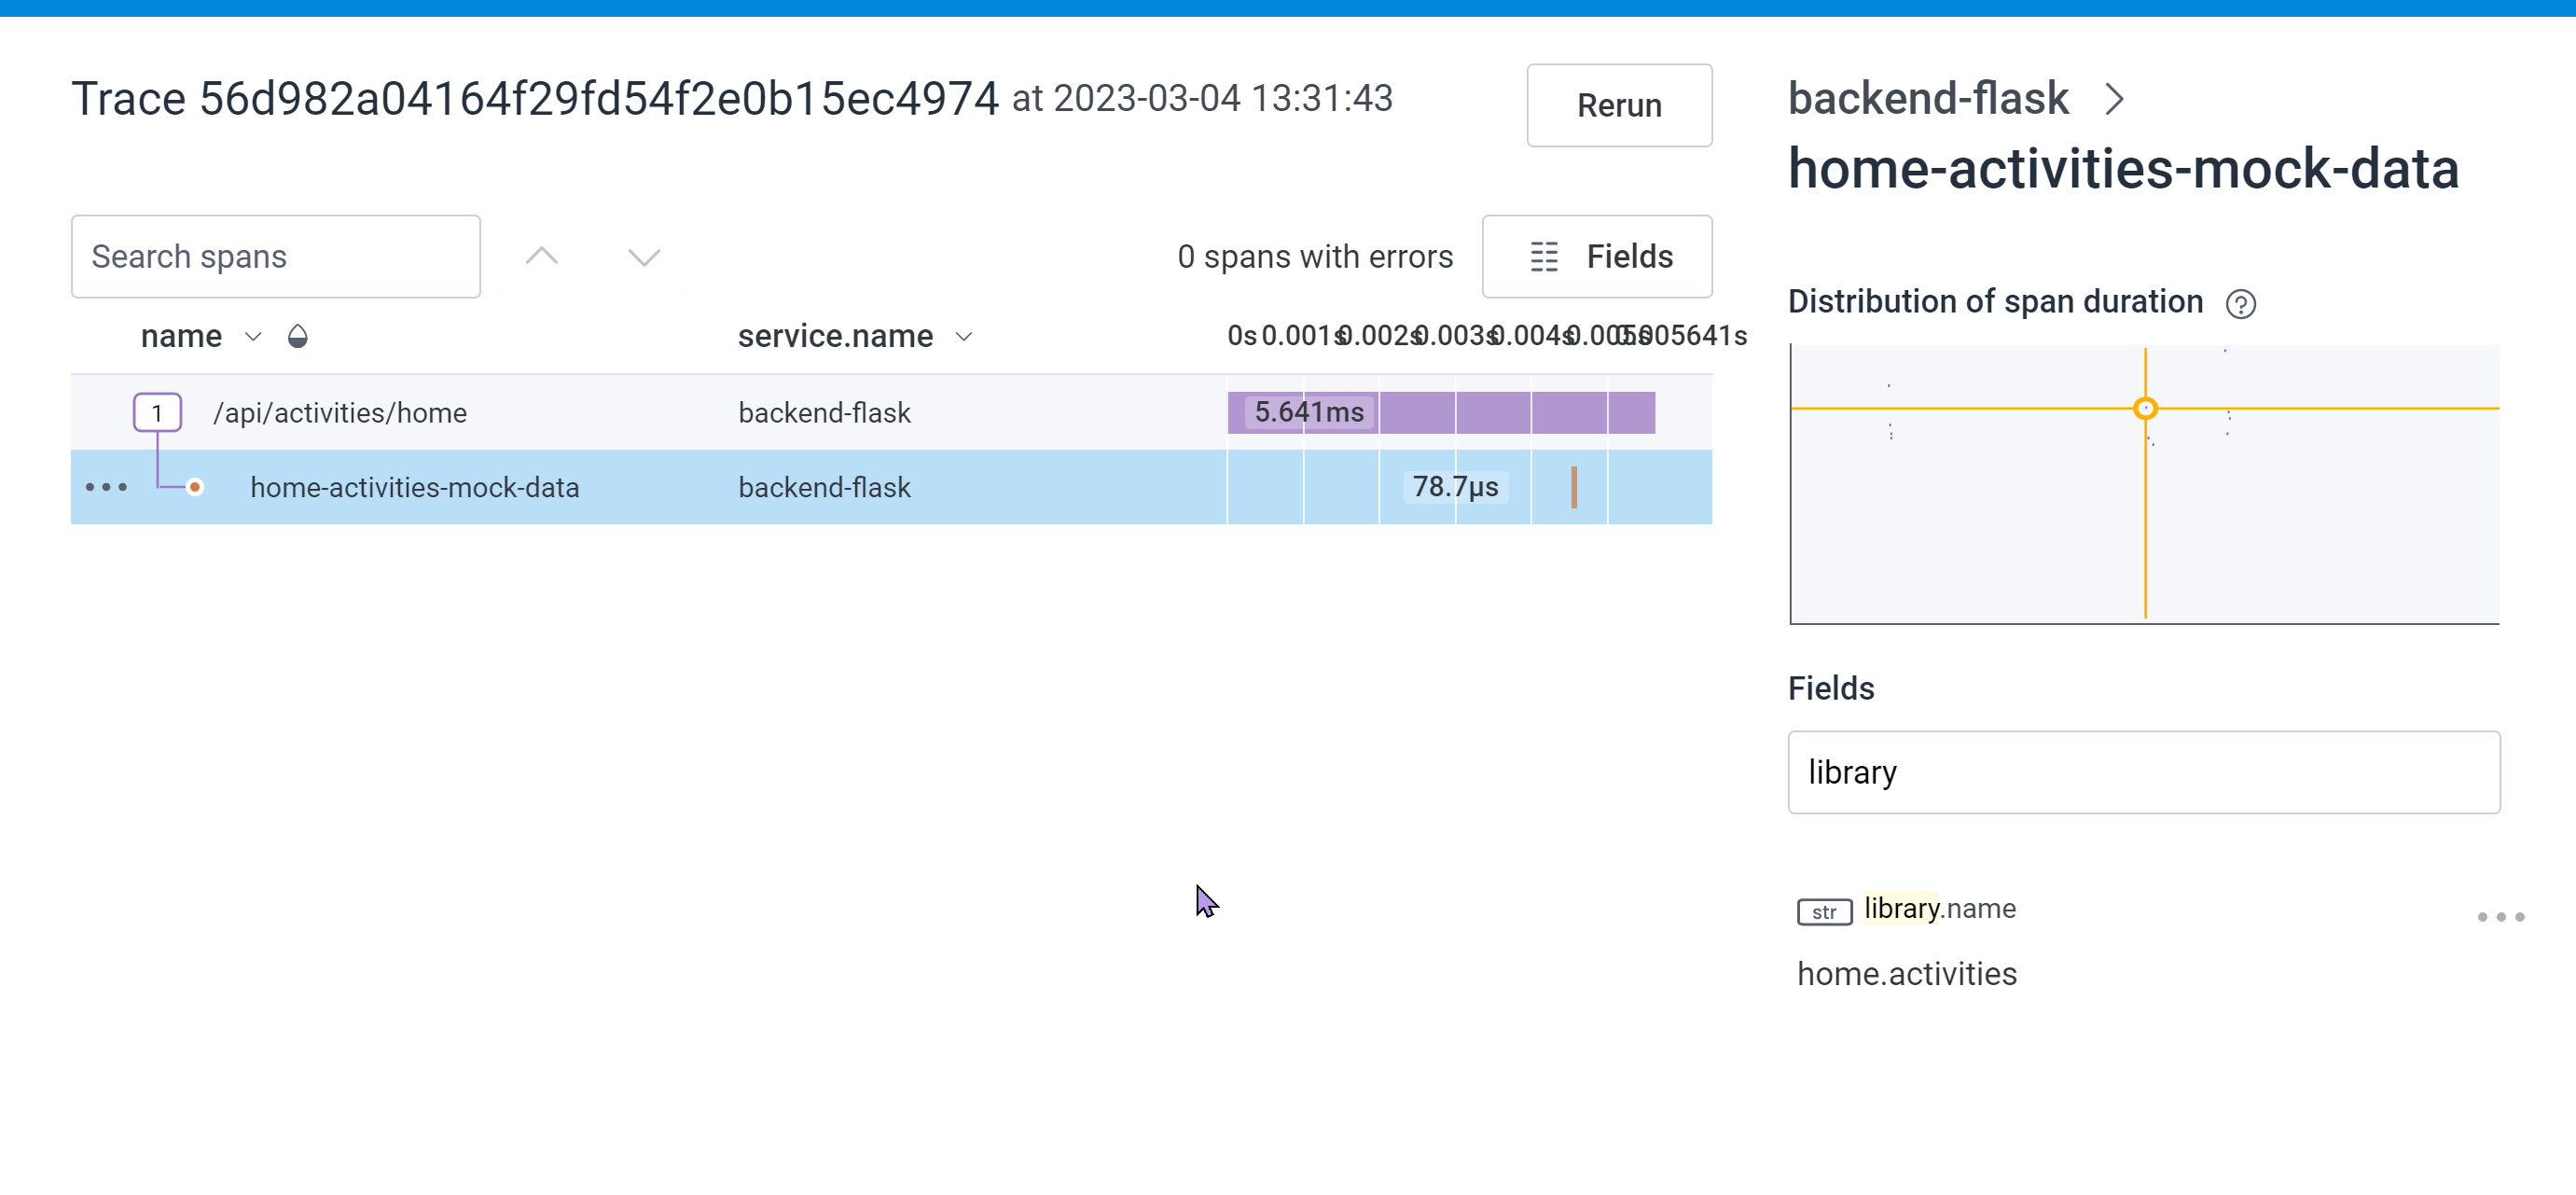 Trace 56d982a04164f29fd54f2e0b15ec4974 at 2023-03-04 13:31:43
Rerun
Search spans
0 spans with errors
Fields
name
service.name
0s 0.001s 0.002s 0.003s 0.004s 0.005s 0.005641s
1 /api/activities/home backend-flask 5.641ms
home-activities-mock-data backend-flask 78.7µs
backend-flask
home-activities-mock-data
Distribution of span duration ?
Fields
library
str library.name
home.activities